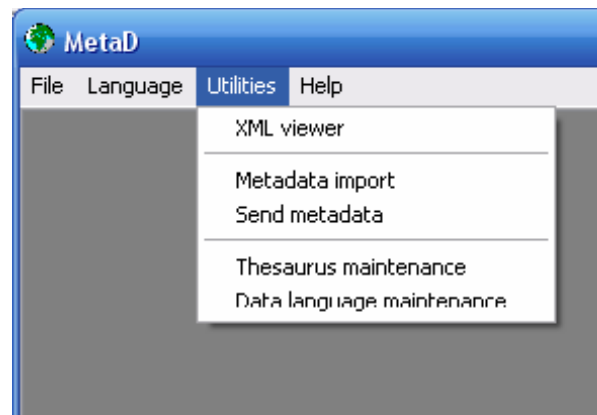 MetaD
File Language Utilities Help
XML viewer
Metadata import
Send metadata
Thesaurus maintenance
Data language maintenance